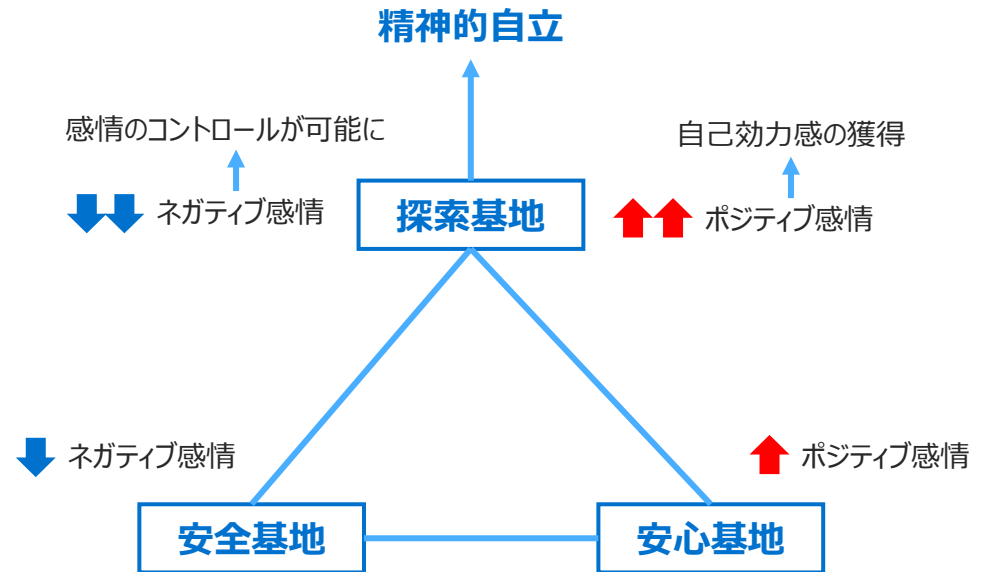 精神的自立
感情のコントロールが可能に
自己効力感の獲得
ネガティブ感情
探索基地
ポジティブ感情
ネガティブ感情
ポジティブ感情
安全基地
安心基地